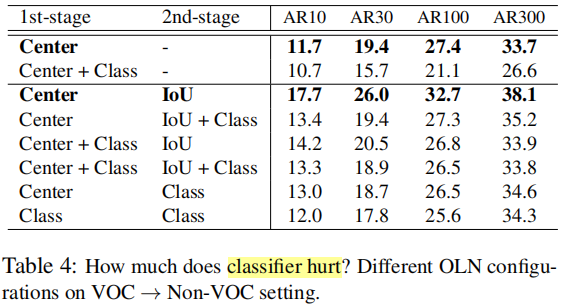 1st-stage 2nd-stage AR10 AR30 AR100 AR300
Center - 11.7 19.4 27.4 33.7
Center + Class - 10.7 15.7 21.1 26.6
Center IoU 17.7 26.0 32.7 38.1
Center IoU + Class 13.4 19.4 27.3 35.2
Center + Class IoU 14.2 20.5 26.8 33.9
Center + Class IoU + Class 13.3 18.9 26.5 33.8
Center Class 13.0 18.7 26.5 34.6
Class Class 12.0 17.8 25.6 34.3
Table 4: How much does classifier hurt? Different OLN configu-
rations on VOC → Non-VOC setting.